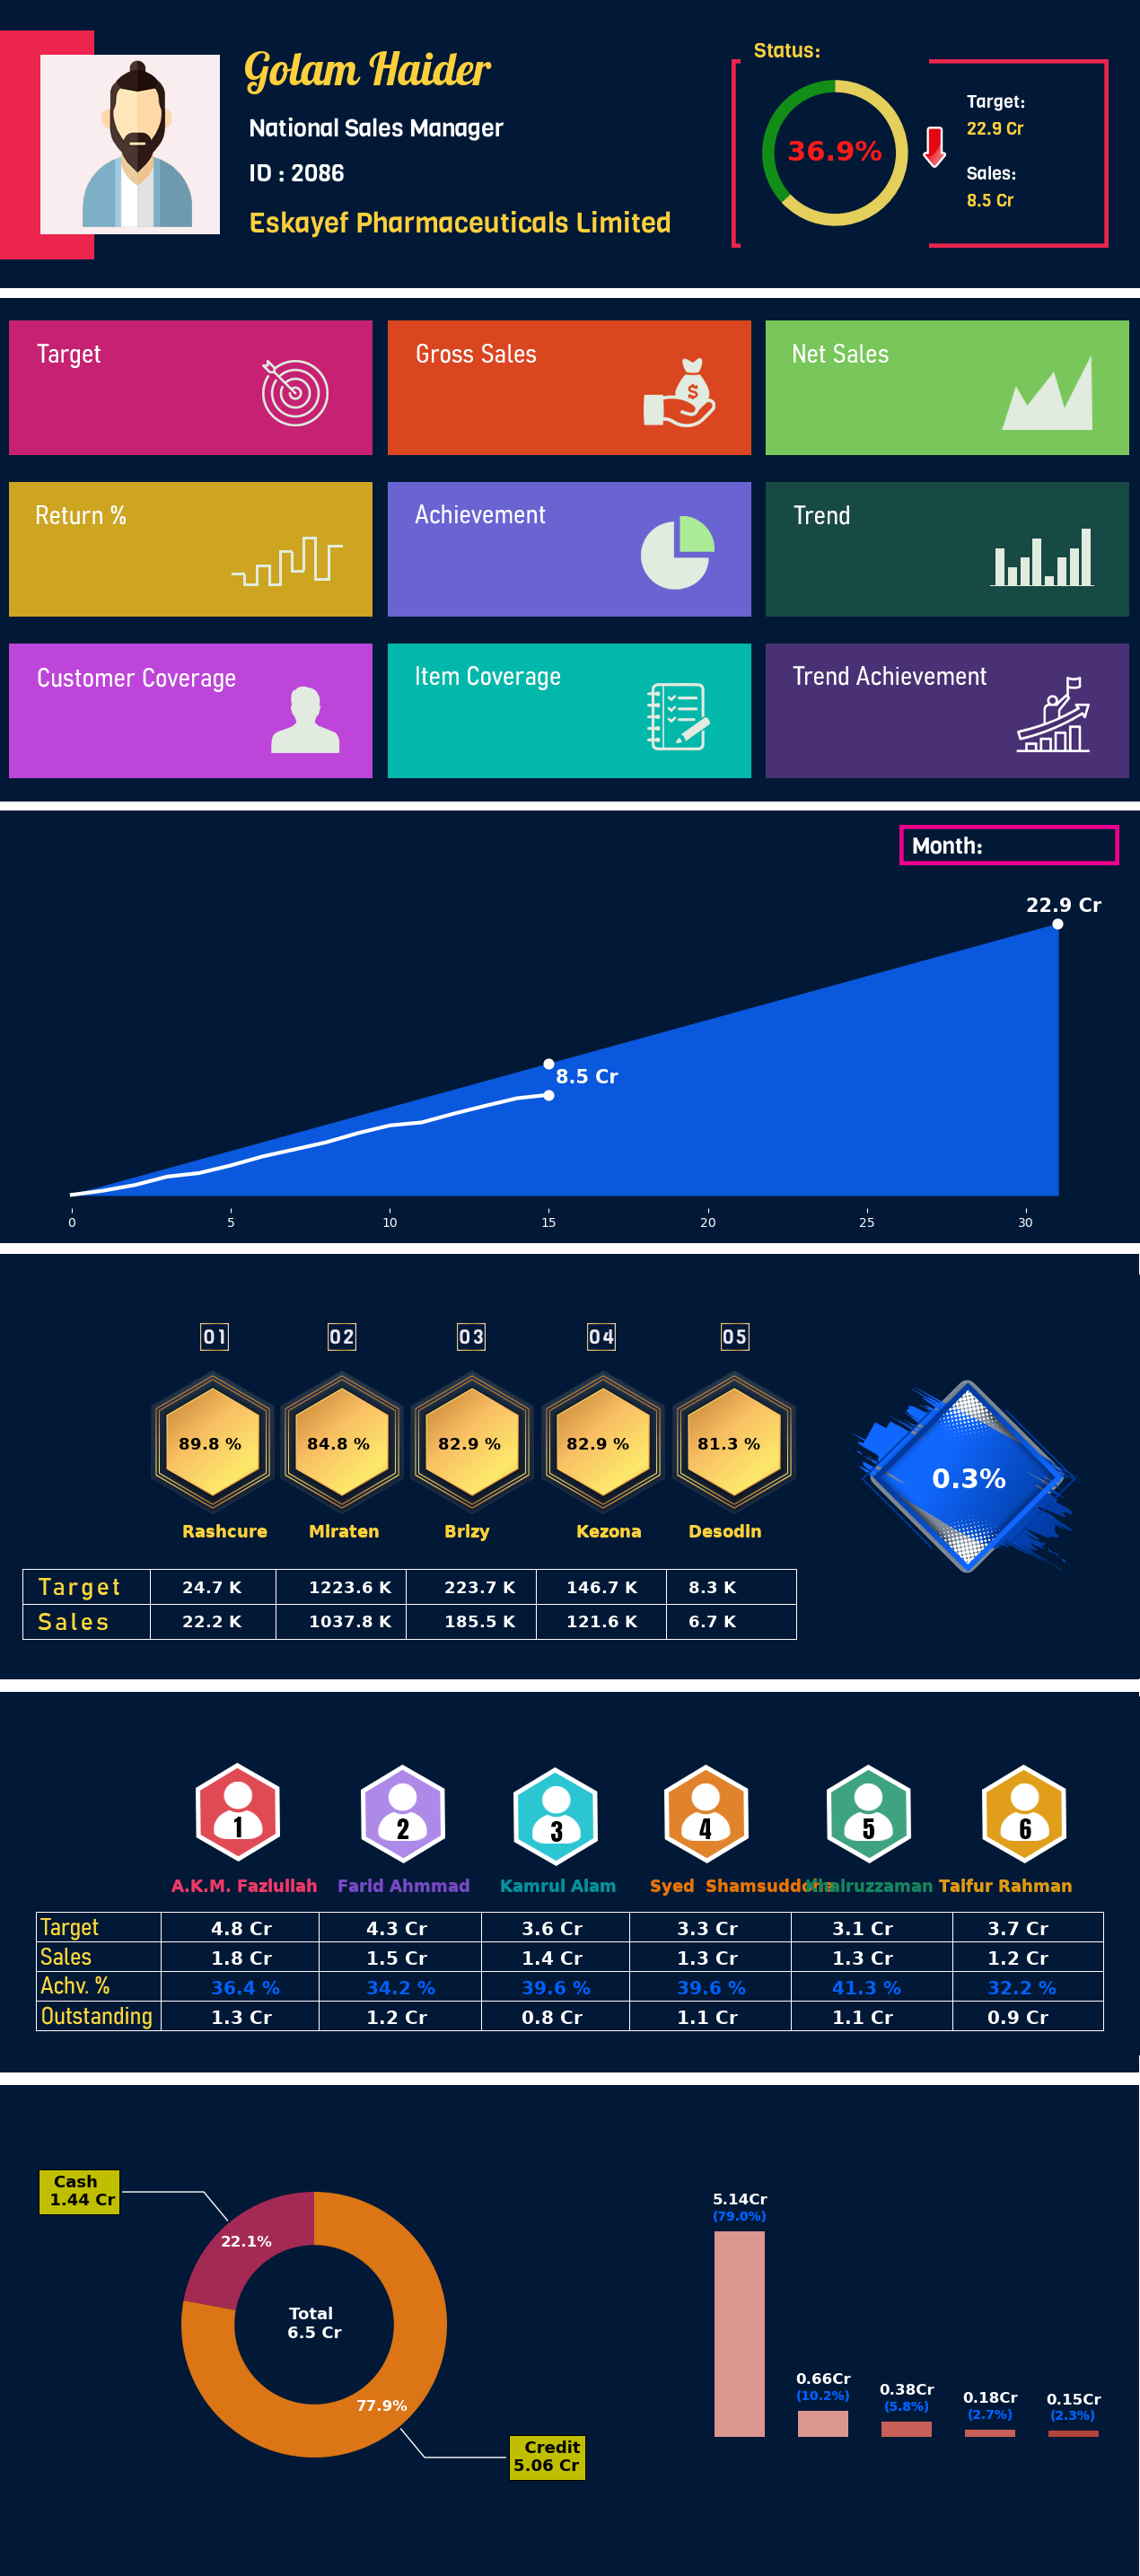 Golam Haider
National Sales Manager
ID : 2086
Eskayef Pharmaceuticals Limited
Status:
36.9%
Target:
22.9 Cr
Sales:
8.5 Cr
Target
Gross Sales
$
Net Sales
Return %
Achievement
Trend
Customer Coverage
Item Coverage
Trend Achievement
Month:
22.9 Cr
8.5 Cr
0 5 10 15 20 25 30
01 02 03 04 05
89.8 % 84.8 % 82.9 % 82.9 % 81.3 %
0.3%
Rashcure Miraten Brizy Kezona Desodin
Target 24.7 K 1223.6 K 223.7 K 146.7 K 8.3 K
Sales 22.2 K 1037.8 K 185.5 K 121.6 K 6.7 K
1 2 3 4 5 6
A.K.M. Fazlullah Farid Ahmmad Kamrul Alam Syed Khairuzzaman Taifur Rahman
Target 4.8 Cr 4.3 Cr 3.6 Cr 3.3 Cr 3.1 Cr 3.7 Cr
Sales 1.8 Cr 1.5 Cr 1.4 Cr 1.3 Cr 1.3 Cr 1.2 Cr
Achv. % 36.4 % 34.2 % 39.6 % 39.6 % 41.3 % 32.2 %
Outstanding 1.3 Cr 1.2 Cr 0.8 Cr 1.1 Cr 1.1 Cr 0.9 Cr
Cash
1.44 Cr
22.1%
Total
6.5 Cr
77.9%
Credit
5.06 Cr
5.14Cr
(79.0%)
0.66Cr
(10.2%)
0.38Cr
(5.8%)
0.18Cr
(2.7%)
0.15Cr
(2.3%)